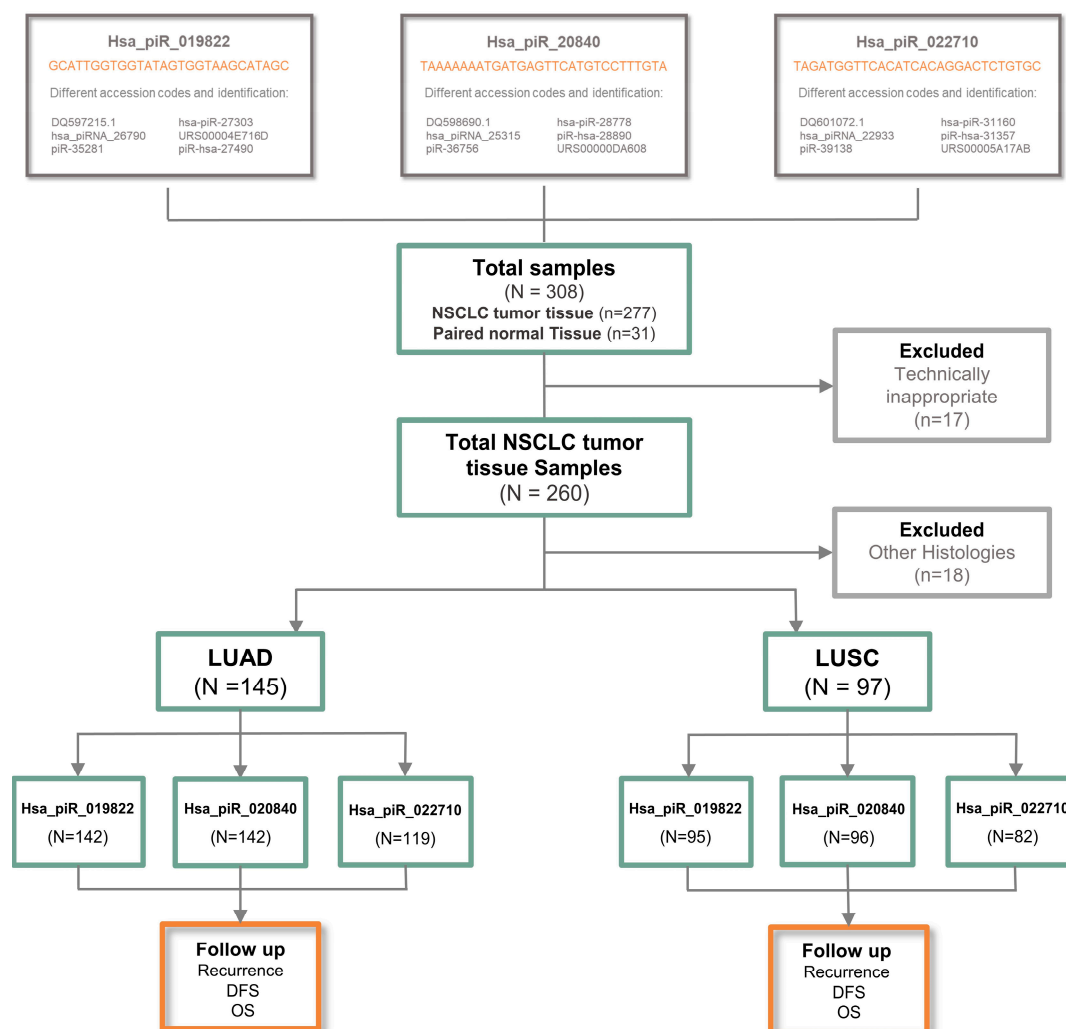 Hsa_piR_019822
GCATTGGTGGTATAGTGGTAAGCATAGC
Different accession codes and identification:
DQ597215.1 hsa-piR-27303
hsa_piRNA_26790 URS00004E716D
piR-35281 piR-hsa-27490
Hsa_piR_20840
TAAAAAAATGATGAGTTCATGTCCTTTGTA
Different accession codes and identification:
DQ598690.1 hsa-piR-28778
hsa_piRNA_25315 piR-hsa-28890
piR-36756 URS00000DA608
Hsa_piR_022710
TAGATGGTTCACATCACAGGACTCTGTGC
Different accession codes and identification:
DQ601072.1 hsa-piR-31160
hsa_piRNA_22933 piR-hsa-31357
piR-39138 URS00005A17AB
Total samples
(N = 308)
NSCLC tumor tissue (n=277)
Paired normal Tissue (n=31)
Excluded
Technically
inappropriate
(n=17)
Total NSCLC tumor
tissue Samples
(N = 260)
Excluded
Other Histologies
(n=18)
LUAD
(N =145)
LUSC
(N = 97)
Hsa_piR_019822
(N=142)
Hsa_piR_020840
(N=142)
Hsa_piR_022710
(N=119)
Hsa_piR_019822
(N=95)
Hsa_piR_020840
(N=96)
Hsa_piR_022710
(N=82)
Follow up
Recurrence
DFS
OS
Follow up
Recurrence
DFS
OS